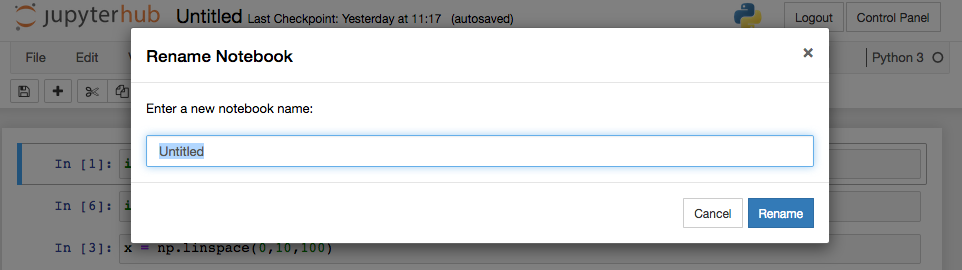 jupyterhub Untitled Last Checkpoint: Yesterday at 11:17 (autosaved) Logout Control Panel
File Edit Python 3
Rename Notebook ×
Enter a new notebook name:
Untitled
Cancel Rename
In [1]: i
In [6]: i
In [3]: x = np.linspace(0,10,100)